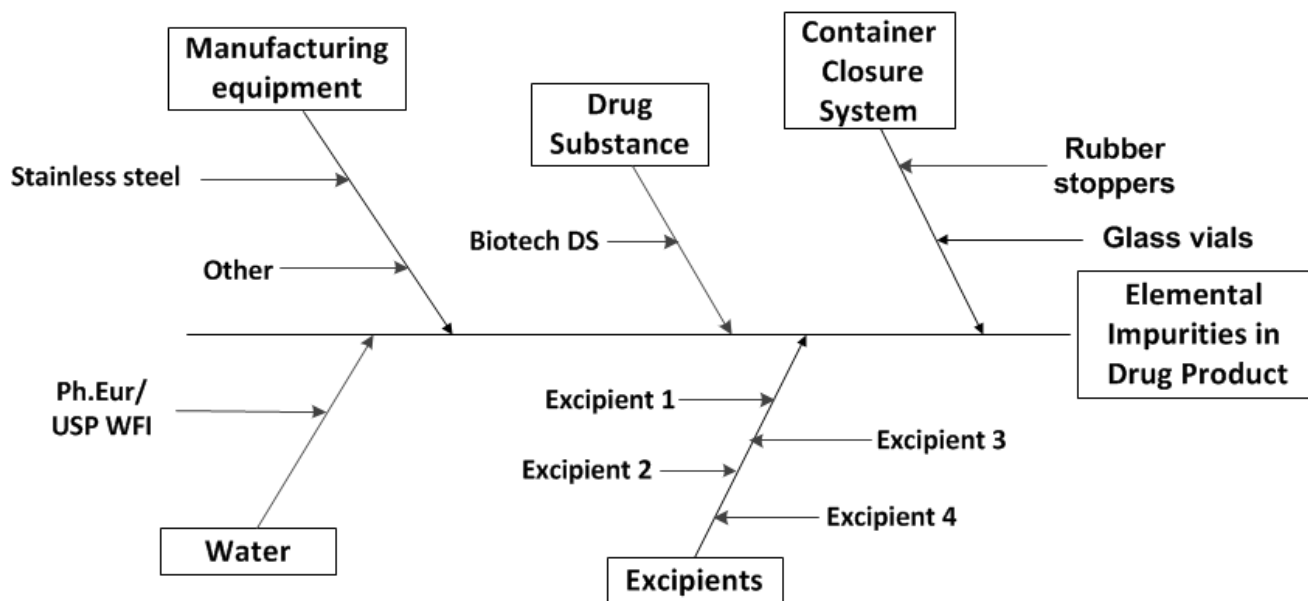 Manufacturing
equipment
Drug
Substance
Container
Closure
System
Stainless steel
Other
Biotech DS
Rubber
stoppers
Glass vials
Elemental
Impurities in
Drug Product
Ph.Eur/
USP WFI
Excipient 1
Excipient 3
Excipient 2
Excipient 4
Water
Excipients